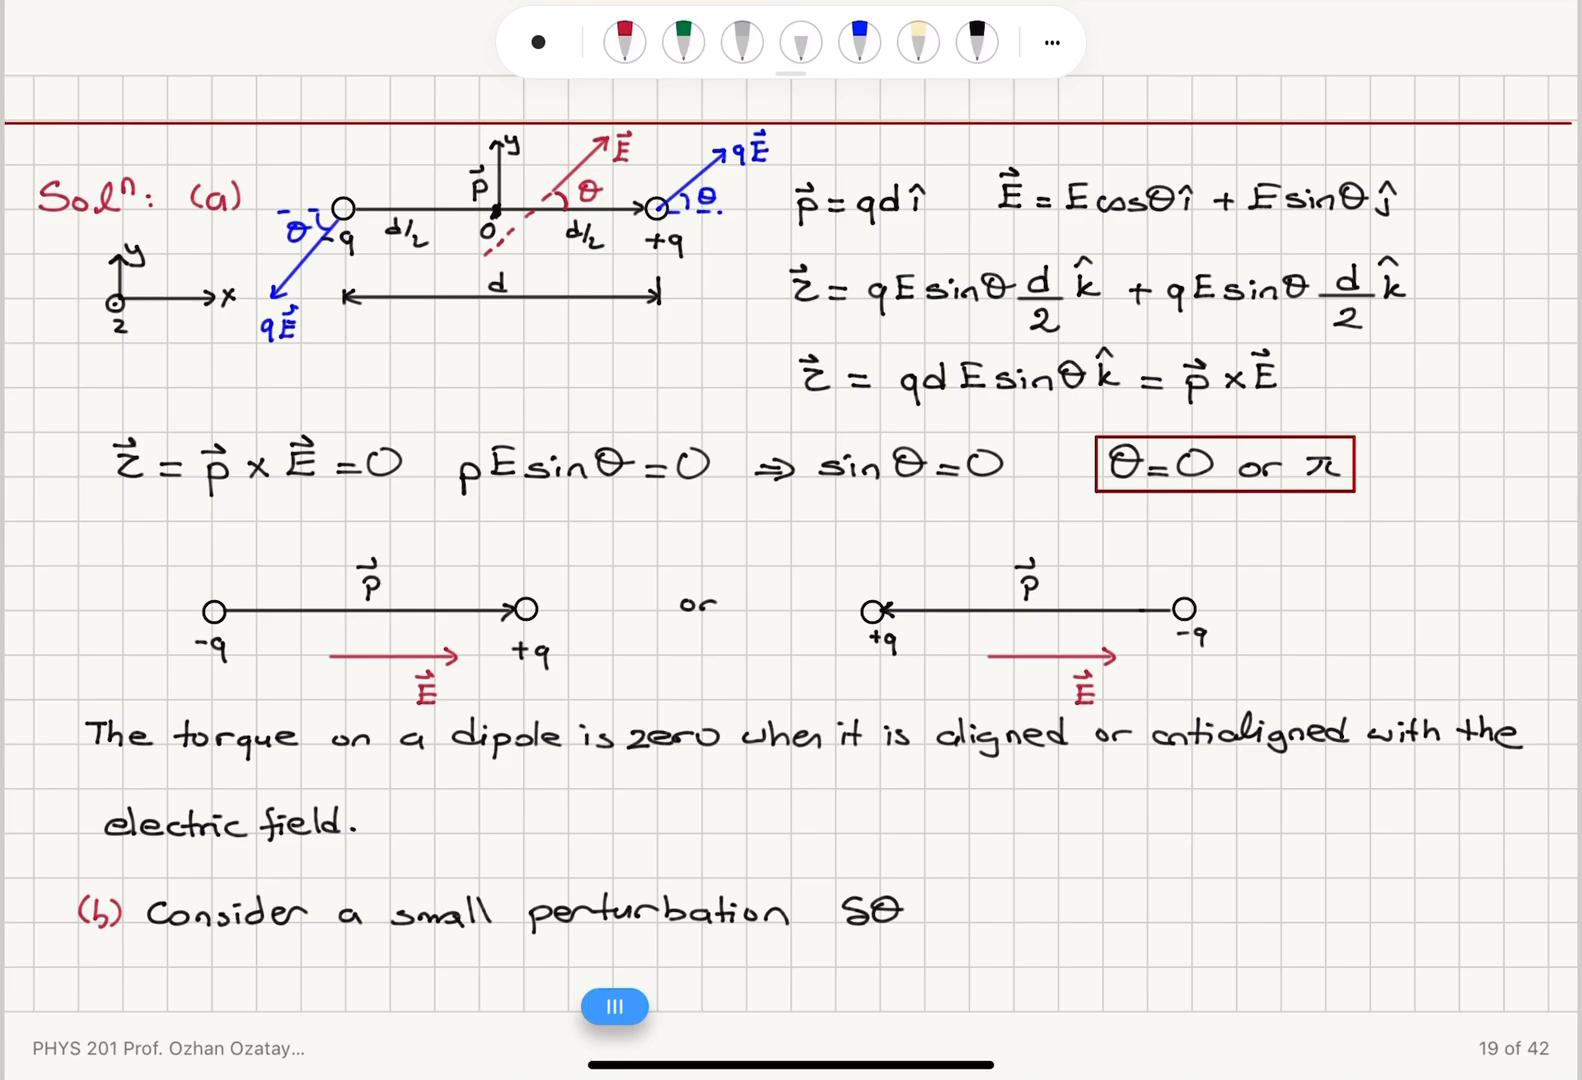 Solⁿ: (a)
y
p⃗
E⃗
θ
qE⃗
θ
θ
-q
d/2
0
d/2
+q
d
qE⃗
y
x
z
p⃗ = qd î   E⃗ = E cosθ î + E sinθ ĵ
τ⃗ = qE sinθ d/2 k̂ + qE sinθ d/2 k̂
τ⃗ = qd E sinθ k̂ = p⃗ × E⃗
τ⃗ = p⃗ × E⃗ = 0   pE sinθ = 0 ⇒ sinθ = 0   θ = 0 or π
p⃗
-q
+q
E⃗
or
p⃗
+q
-q
E⃗
The torque on a dipole is zero when it is aligned or antialigned with the
electric field.
(b) Consider a small perturbation δθ
PHYS 201 Prof. Ozhan Ozatay...
19 of 42